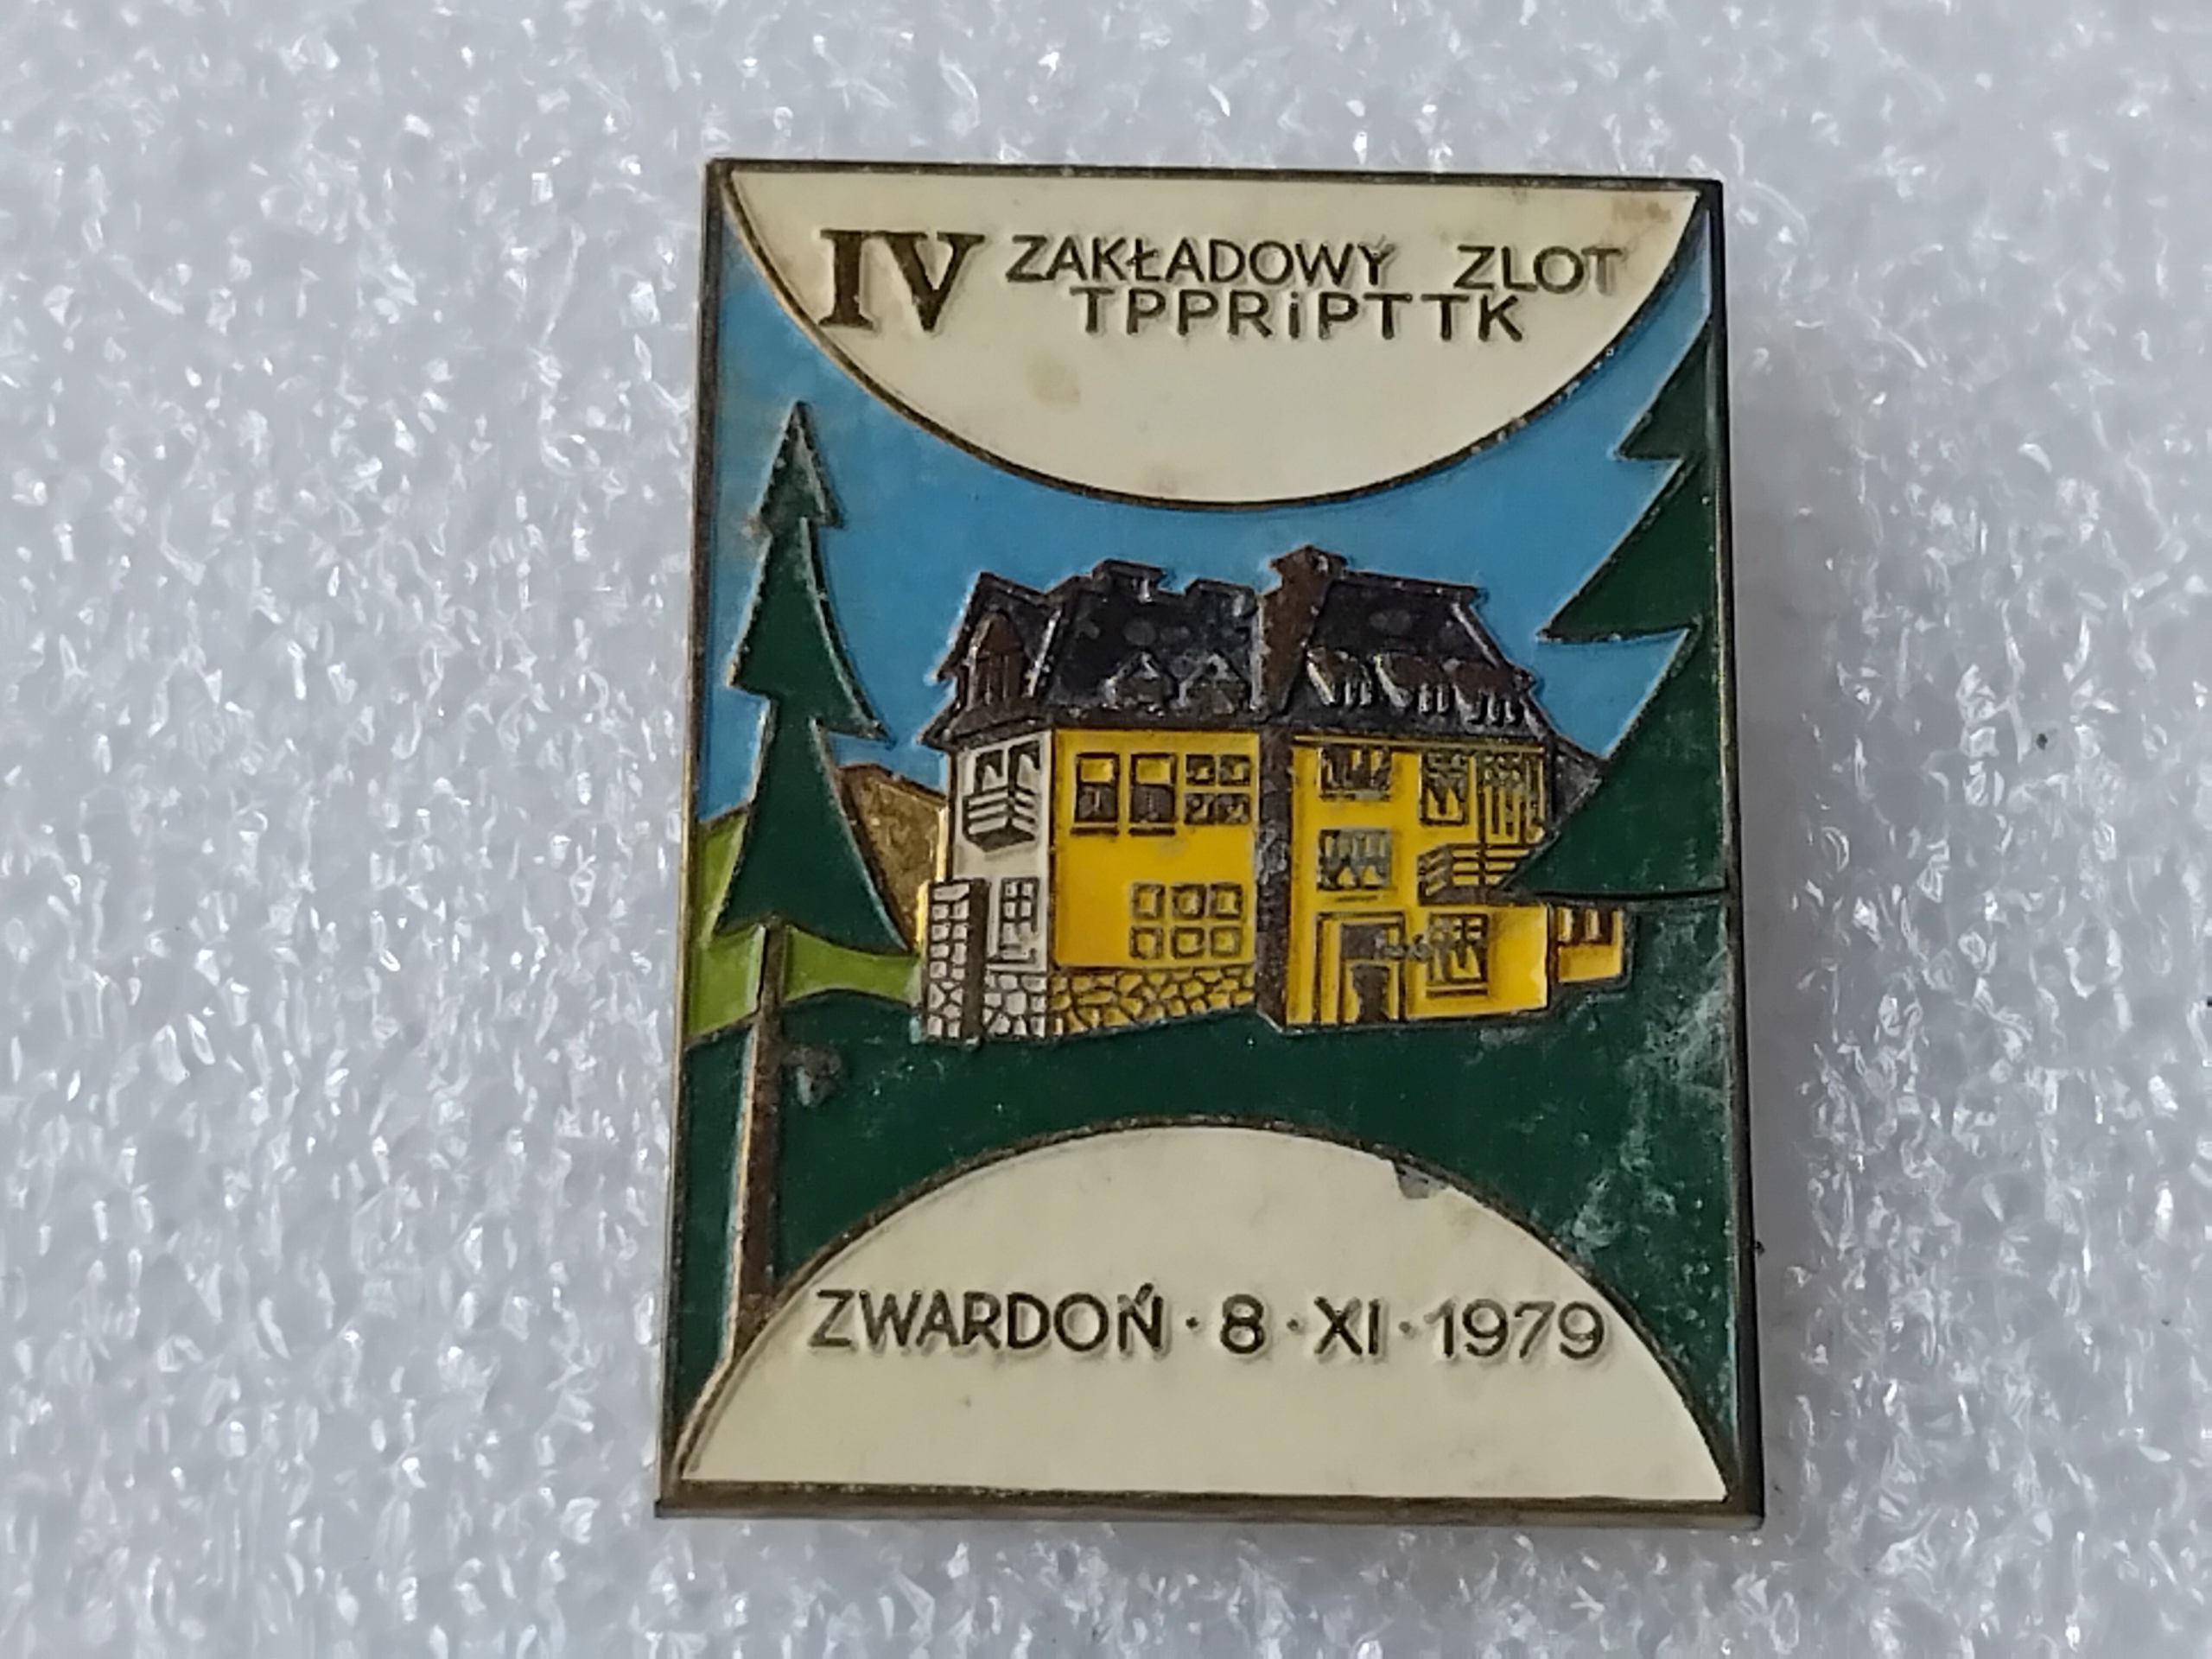 IV ZAKŁADOWY ZLOT
TPPRiPTTK
ZWARDOŃ · 8 · XI · 1979